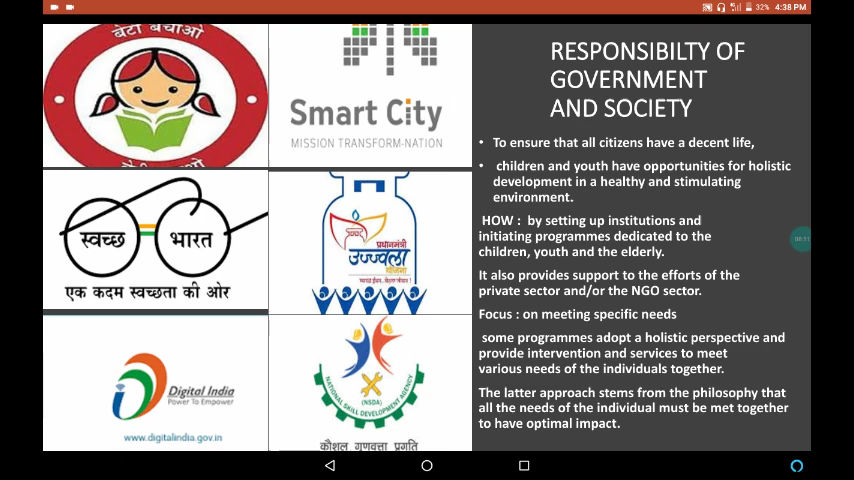 32% 4:38 PM
बेटी बचाओ
Smart City
MISSION TRANSFORM-NATION
स्वच्छ भारत
एक कदम स्वच्छता की ओर
प्रधानमंत्री
उज्ज्वला
योजना
Digital India
Power To Empower
www.digitalindia.gov.in
NATIONAL SKILL DEVELOPMENT AGENCY
(NSDA)
कौशल गुणवत्ता प्रगति
RESPONSIBILTY OF
GOVERNMENT
AND SOCIETY
• To ensure that all citizens have a decent life,
• children and youth have opportunities for holistic
development in a healthy and stimulating
environment.
HOW : by setting up institutions and
initiating programmes dedicated to the
children, youth and the elderly.
It also provides support to the efforts of the
private sector and/or the NGO sector.
Focus : on meeting specific needs
some programmes adopt a holistic perspective and
provide intervention and services to meet
various needs of the individuals together.
The latter approach stems from the philosophy that
all the needs of the individual must be met together
to have optimal impact.